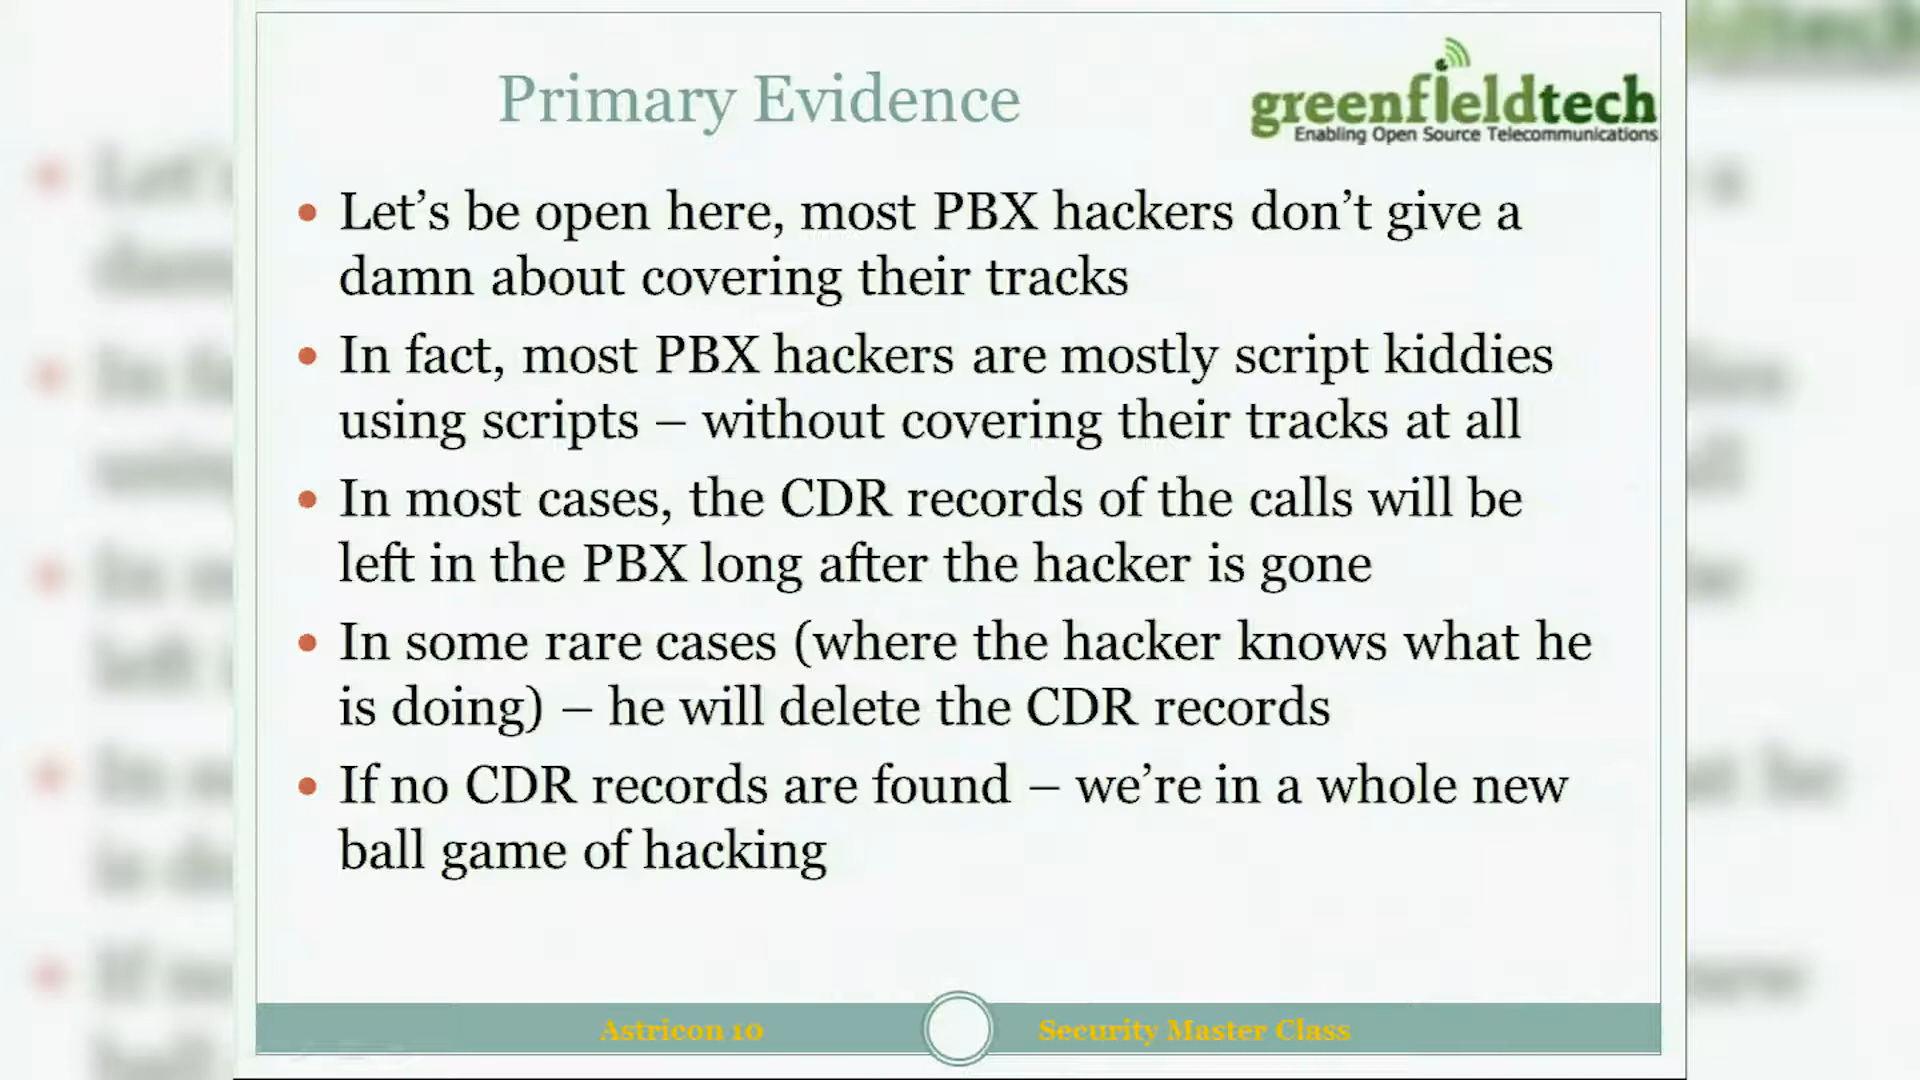 Primary Evidence
greenfieldtech
Enabling Open Source Telecommunications
• Let’s be open here, most PBX hackers don’t give a
damn about covering their tracks
• In fact, most PBX hackers are mostly script kiddies
using scripts – without covering their tracks at all
• In most cases, the CDR records of the calls will be
left in the PBX long after the hacker is gone
• In some rare cases (where the hacker knows what he
is doing) – he will delete the CDR records
• If no CDR records are found – we’re in a whole new
ball game of hacking
Astricon 10
Security Master Class